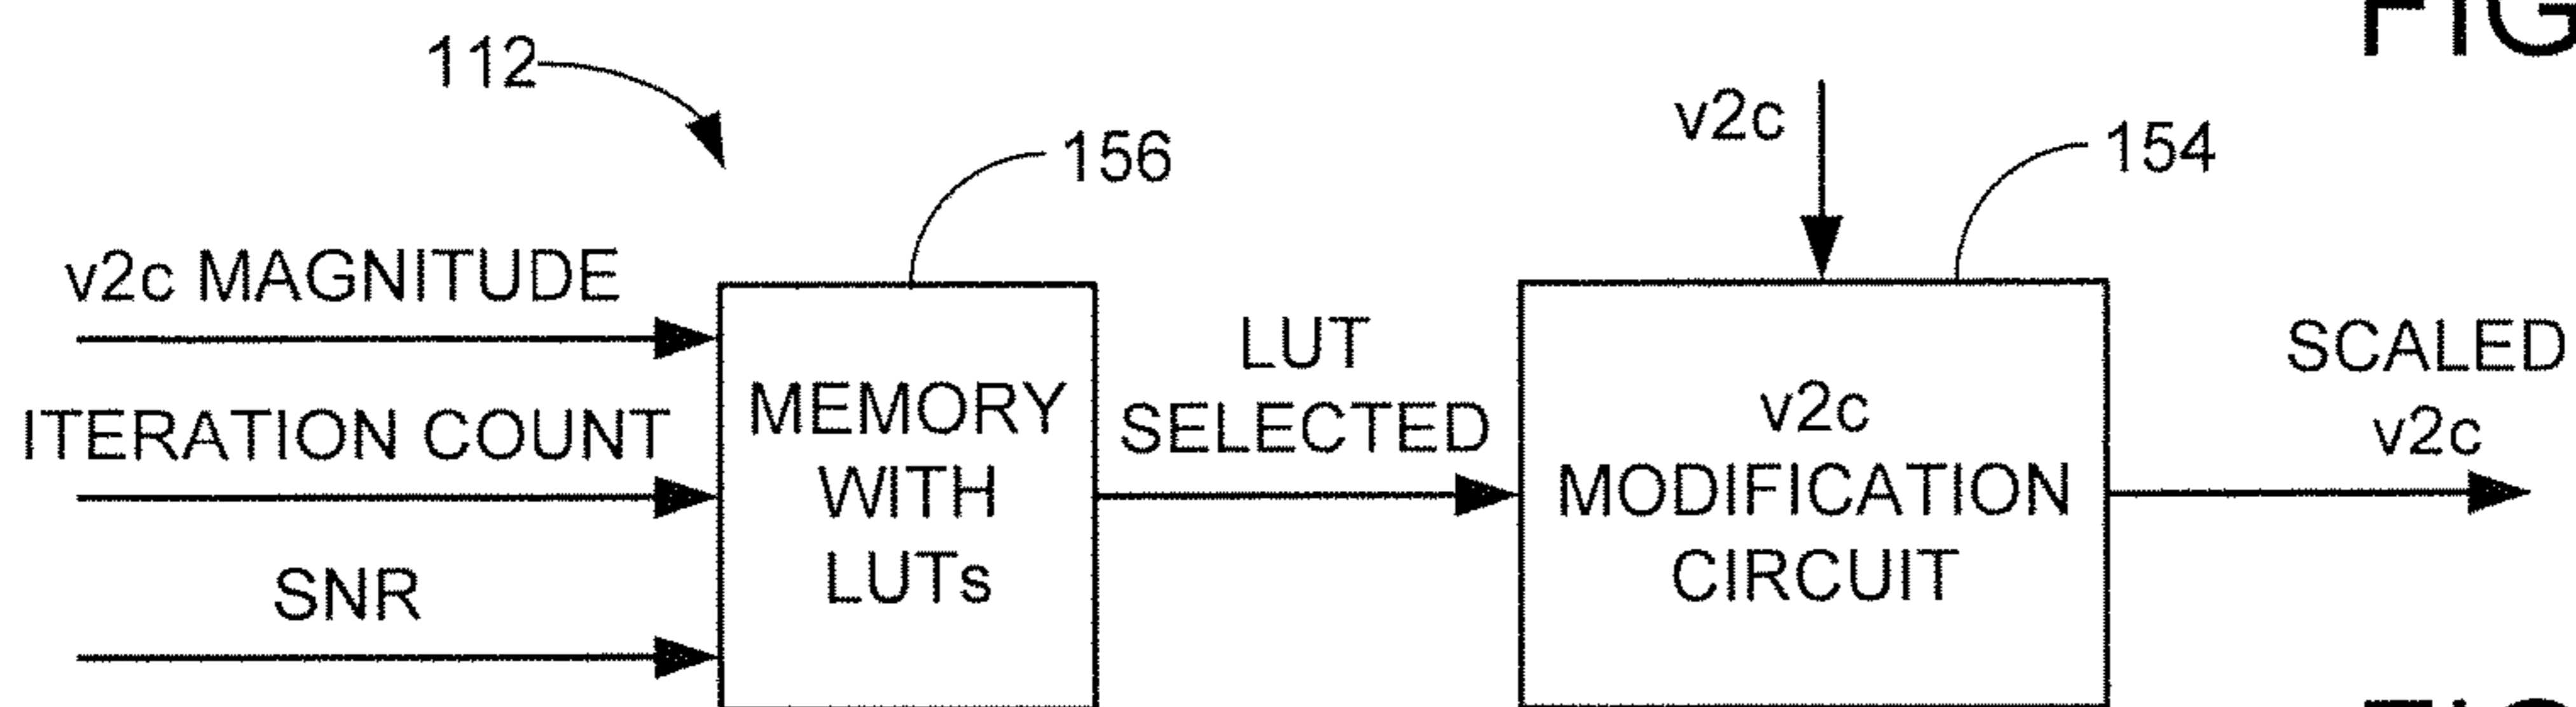 FIG
112
156
v2c
154
v2c MAGNITUDE
ITERATION COUNT
SNR
MEMORY
WITH
LUTs
LUT
SELECTED
v2c
MODIFICATION
CIRCUIT
SCALED
v2c